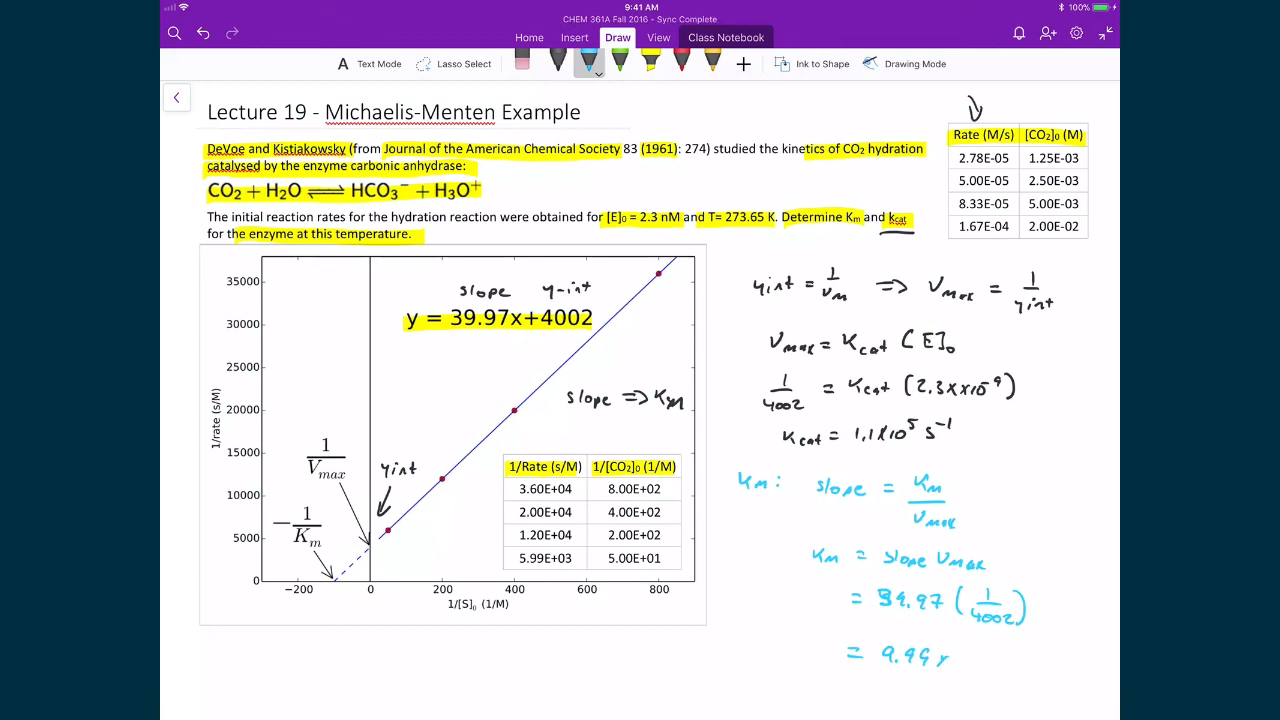 9:41 AM
100%
CHEM 361A Fall 2016 - Sync Complete
Home Insert Draw View Class Notebook
A Text Mode Lasso Select Ink to Shape Drawing Mode
Lecture 19 - Michaelis-Menten Example
DeVoe and Kistiakowsky (from Journal of the American Chemical Society 83 (1961): 274) studied the kinetics of CO₂ hydration
catalysed by the enzyme carbonic anhydrase:
CO₂ + H₂O ⇌ HCO₃⁻ + H₃O⁺
The initial reaction rates for the hydration reaction were obtained for [E]₀ = 2.3 nM and T= 273.65 K. Determine Kₘ and kcat
for the enzyme at this temperature.
Rate (M/s) [CO2]₀ (M)
2.78E-05 1.25E-03
5.00E-05 2.50E-03
8.33E-05 5.00E-03
1.67E-04 2.00E-02
slope y-int
y = 39.97x+4002
slope => KM
1/rate (s/M)
35000
30000
25000
20000
15000
10000
5000
0
1/Vmax
yint
−1/Km
−200 0 200 400 600 800
1/[S]₀ (1/M)
1/Rate (s/M) 1/[CO2]₀ (1/M)
3.60E+04 8.00E+02
2.00E+04 4.00E+02
1.20E+04 2.00E+02
5.99E+03 5.00E+01
yint = 1/VM => Vmax = 1/yint
Vmax = Kcat [E]₀
1/4002 = Kcat (2.3xx10⁻⁹)
Kcat = 1.1x10⁵ s⁻¹
KM: slope = KM/Vmax
KM = slope Vmax
= 39.97 (1/4002)
= 9.99x